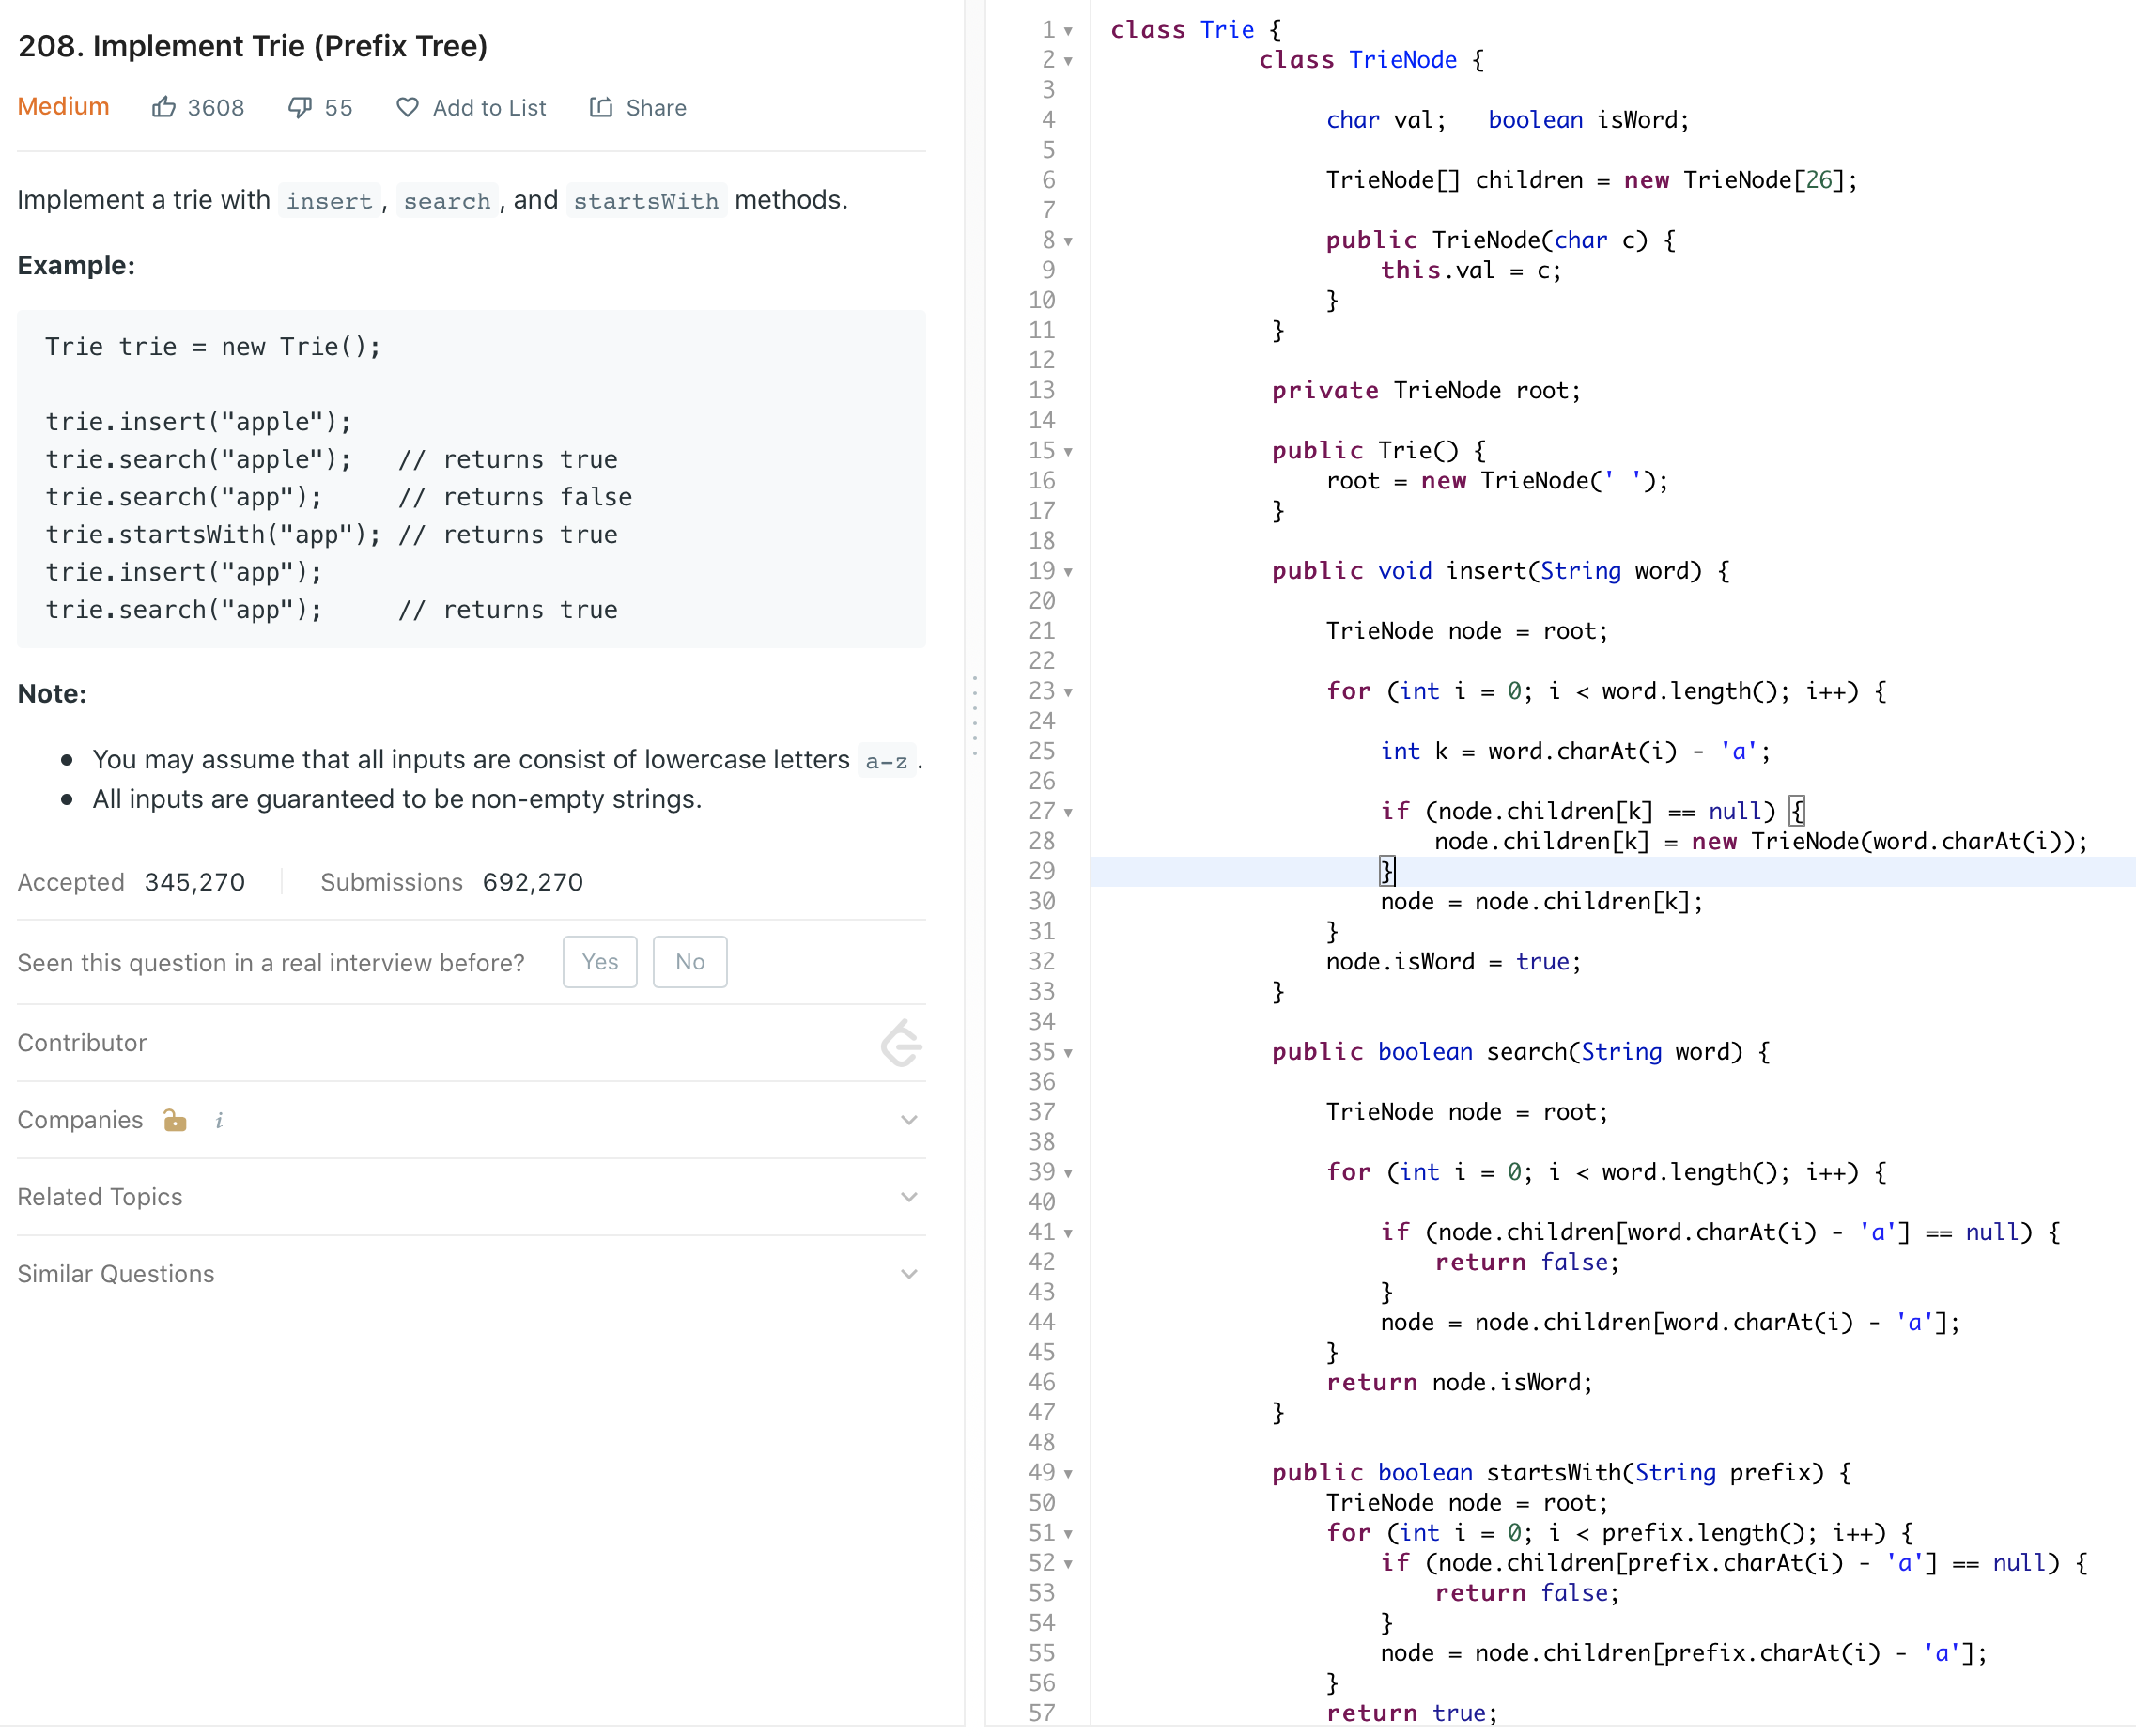 208. Implement Trie (Prefix Tree)
Medium 3608 55 Add to List Share
Implement a trie with insert, search, and startsWith methods.
Example:
Trie trie = new Trie();
trie.insert("apple");
trie.search("apple");   // returns true
trie.search("app");     // returns false
trie.startsWith("app"); // returns true
trie.insert("app");
trie.search("app");     // returns true
Note:
• You may assume that all inputs are consist of lowercase letters a-z.
• All inputs are guaranteed to be non-empty strings.
Accepted 345,270 Submissions 692,270
Seen this question in a real interview before? Yes No
Contributor
Companies i
Related Topics
Similar Questions
1 class Trie {
2 class TrieNode {
3
4 char val;   boolean isWord;
5
6 TrieNode[] children = new TrieNode[26];
7
8 public TrieNode(char c) {
9 this.val = c;
10 }
11 }
12
13 private TrieNode root;
14
15 public Trie() {
16 root = new TrieNode(' ');
17 }
18
19 public void insert(String word) {
20
21 TrieNode node = root;
22
23 for (int i = 0; i < word.length(); i++) {
24
25 int k = word.charAt(i) - 'a';
26
27 if (node.children[k] == null) {
28 node.children[k] = new TrieNode(word.charAt(i));
29 }
30 node = node.children[k];
31 }
32 node.isWord = true;
33 }
34
35 public boolean search(String word) {
36
37 TrieNode node = root;
38
39 for (int i = 0; i < word.length(); i++) {
40
41 if (node.children[word.charAt(i) - 'a'] == null) {
42 return false;
43 }
44 node = node.children[word.charAt(i) - 'a'];
45 }
46 return node.isWord;
47 }
48
49 public boolean startsWith(String prefix) {
50 TrieNode node = root;
51 for (int i = 0; i < prefix.length(); i++) {
52 if (node.children[prefix.charAt(i) - 'a'] == null) {
53 return false;
54 }
55 node = node.children[prefix.charAt(i) - 'a'];
56 }
57 return true;